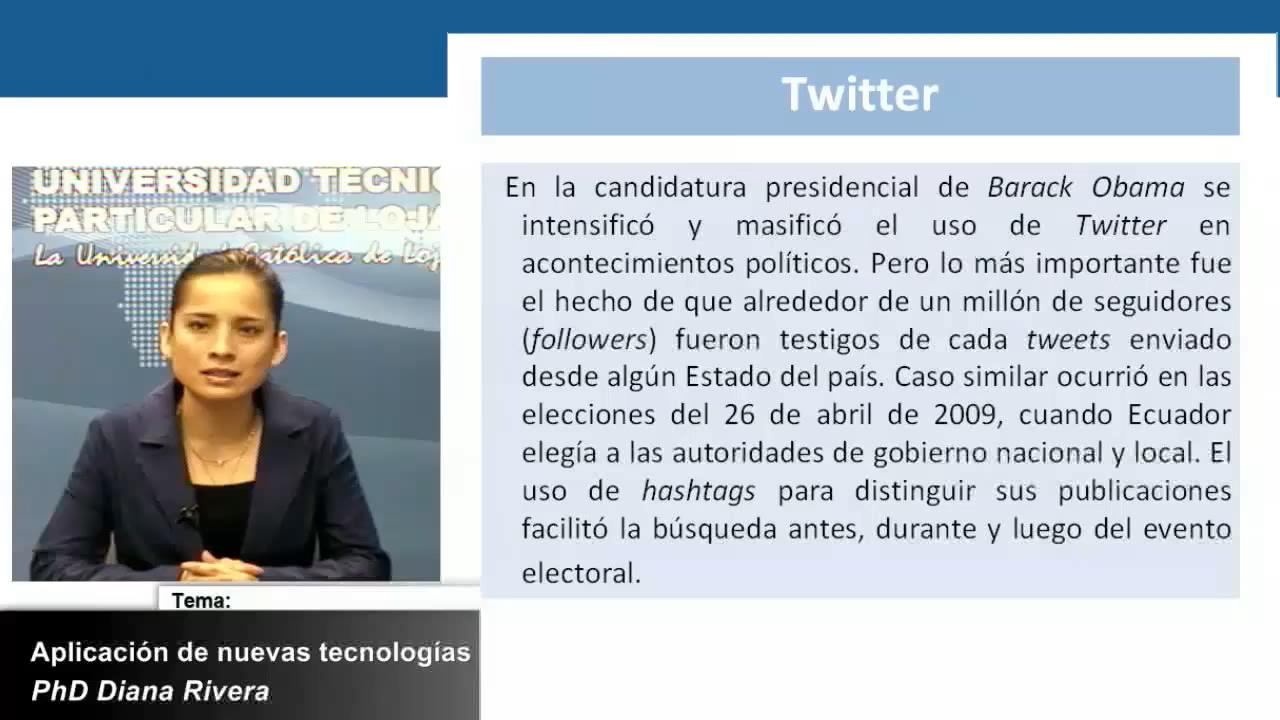 Twitter
UNIVERSIDAD TECNIC
PARTICULAR DE LOJA
La Universidad Católica de Loj
En la candidatura presidencial de Barack Obama se
intensificó y masificó el uso de Twitter en
acontecimientos políticos. Pero lo más importante fue
el hecho de que alrededor de un millón de seguidores
(followers) fueron testigos de cada tweets enviado
desde algún Estado del país. Caso similar ocurrió en las
elecciones del 26 de abril de 2009, cuando Ecuador
elegía a las autoridades de gobierno nacional y local. El
uso de hashtags para distinguir sus publicaciones
facilitó la búsqueda antes, durante y luego del evento
electoral.
Tema:
Aplicación de nuevas tecnologías
PhD Diana Rivera